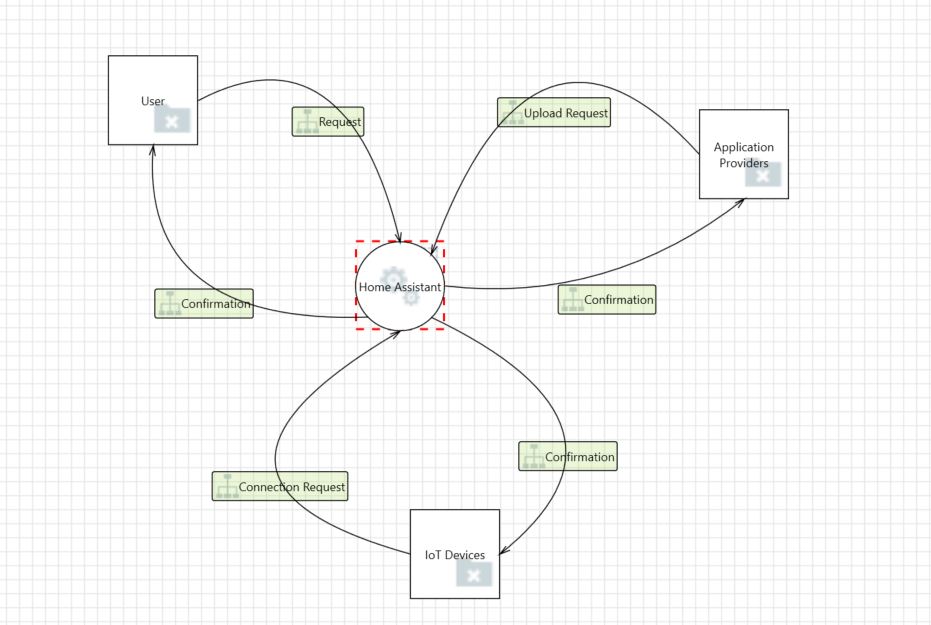 User
Request
Upload Request
Application
Providers
Home Assistant
Confirmation
Confirmation
Confirmation
Connection Request
IoT Devices